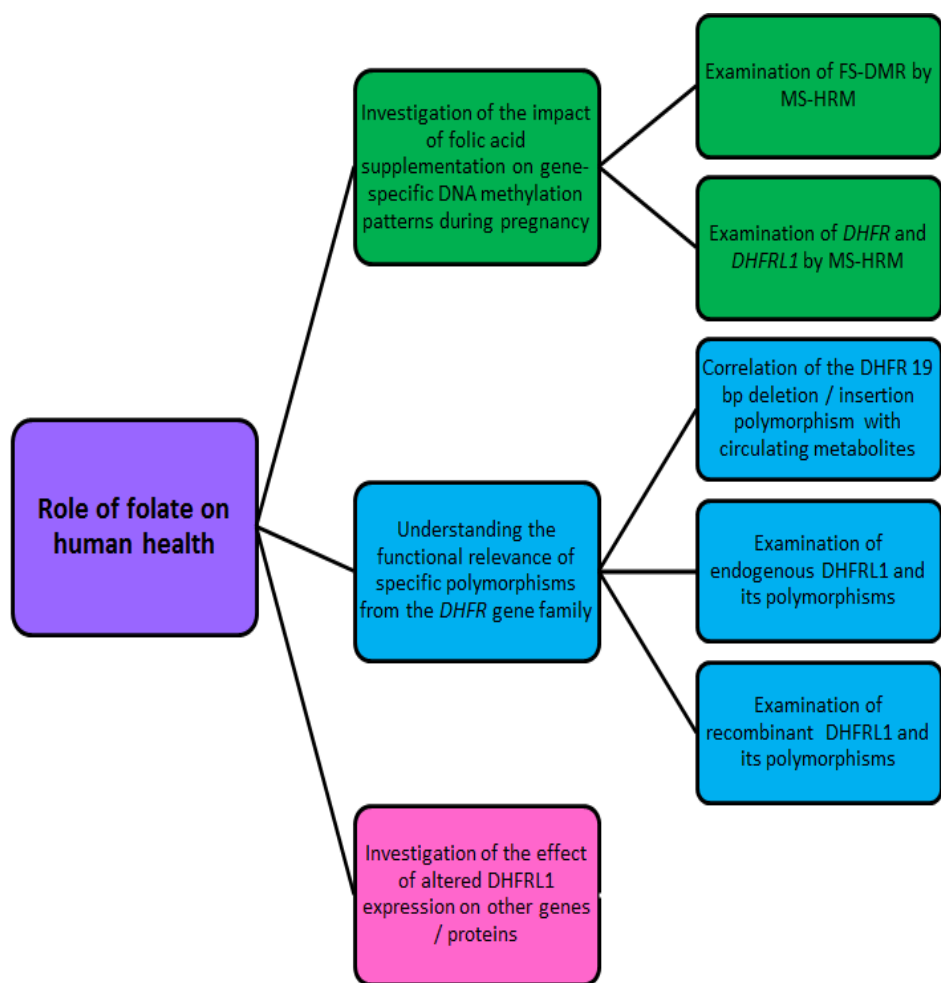 Role of folate on
human health
Investigation of the impact
of folic acid
supplementation on gene-
specific DNA methylation
patterns during pregnancy
Examination of FS-DMR by
MS-HRM
Examination of DHFR and
DHFRL1 by MS-HRM
Understanding the
functional relevance of
specific polymorphisms
from the DHFR gene family
Correlation of the DHFR 19
bp deletion / insertion
polymorphism with
circulating metabolites
Examination of
endogenous DHFRL1 and
its polymorphisms
Examination of
recombinant DHFRL1 and
its polymorphisms
Investigation of the effect
of altered DHFRL1
expression on other genes
/ proteins